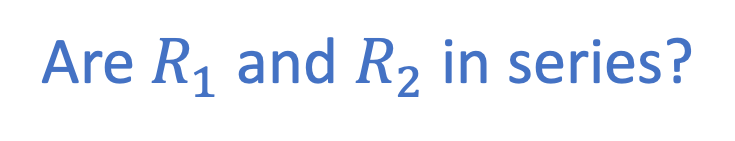 Are R₁ and R₂ in series?